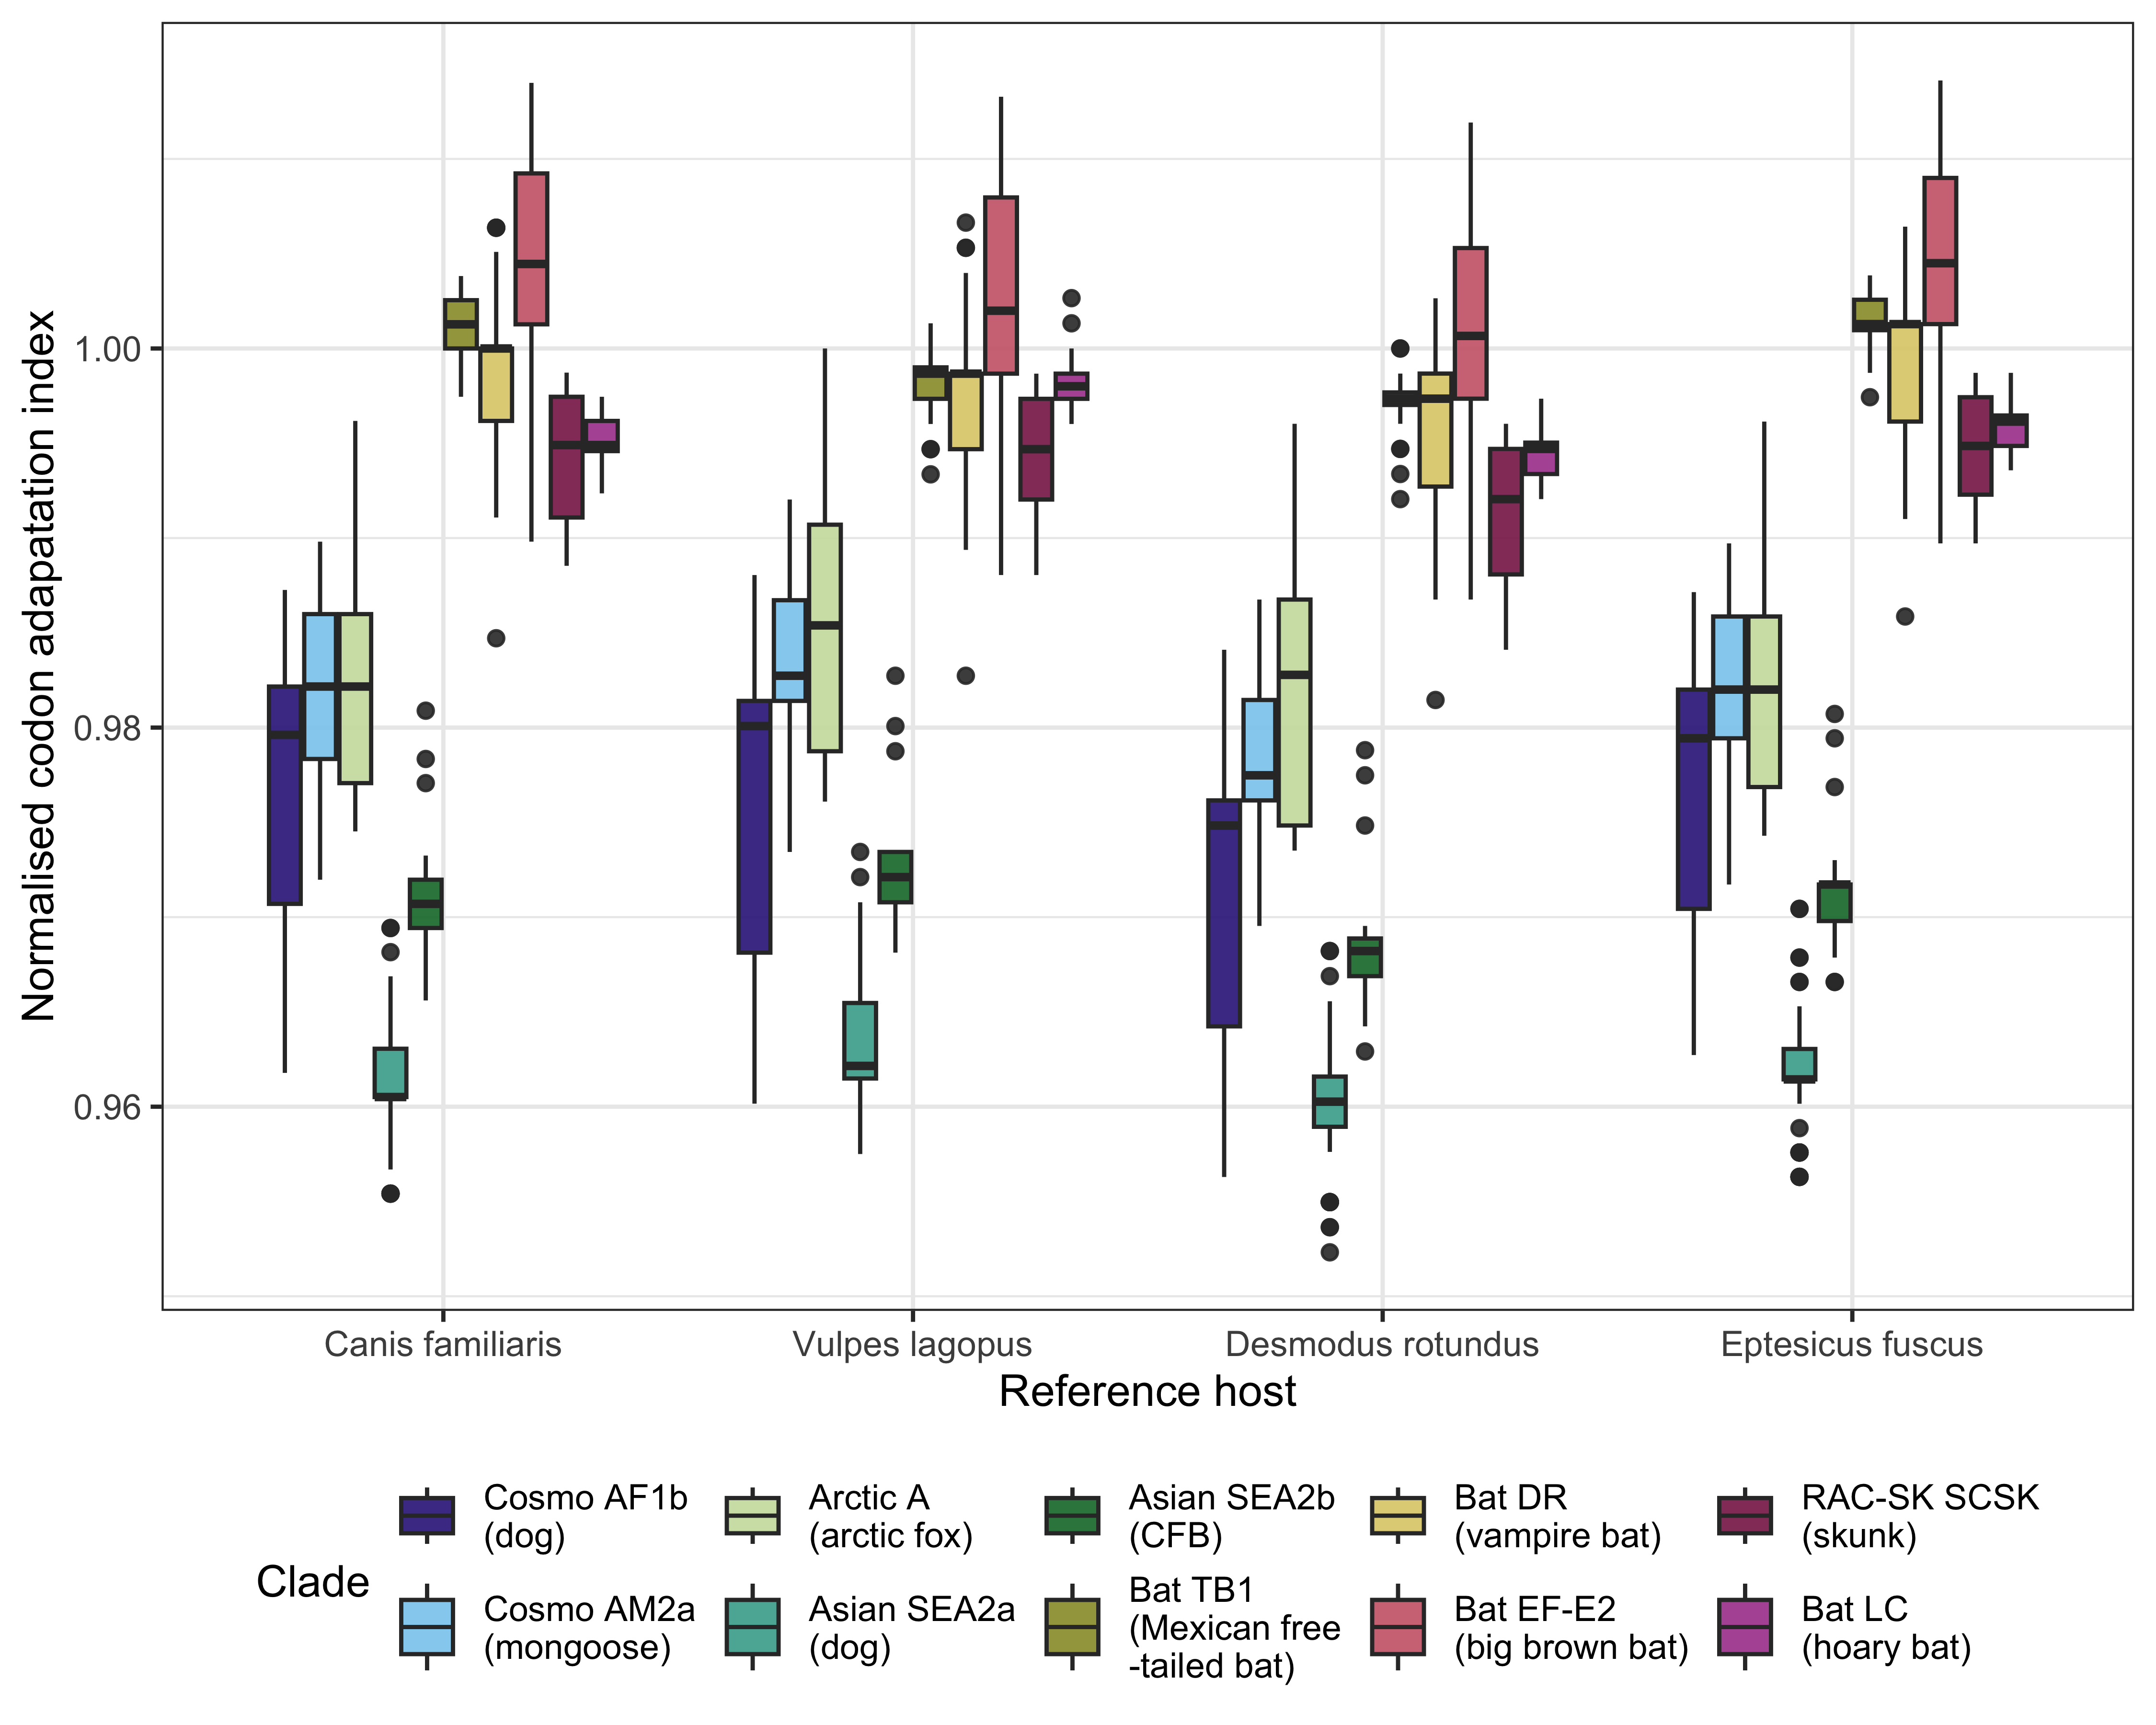 Normalised codon adapatation index
1.00
0.98
0.96
Canis familiaris
Vulpes lagopus
Desmodus rotundus
Eptesicus fuscus
Reference host
Clade
Cosmo AF1b
(dog)
Cosmo AM2a
(mongoose)
Arctic A
(arctic fox)
Asian SEA2a
(dog)
Asian SEA2b
(CFB)
Bat TB1
(Mexican free
-tailed bat)
Bat DR
(vampire bat)
Bat EF-E2
(big brown bat)
RAC-SK SCSK
(skunk)
Bat LC
(hoary bat)